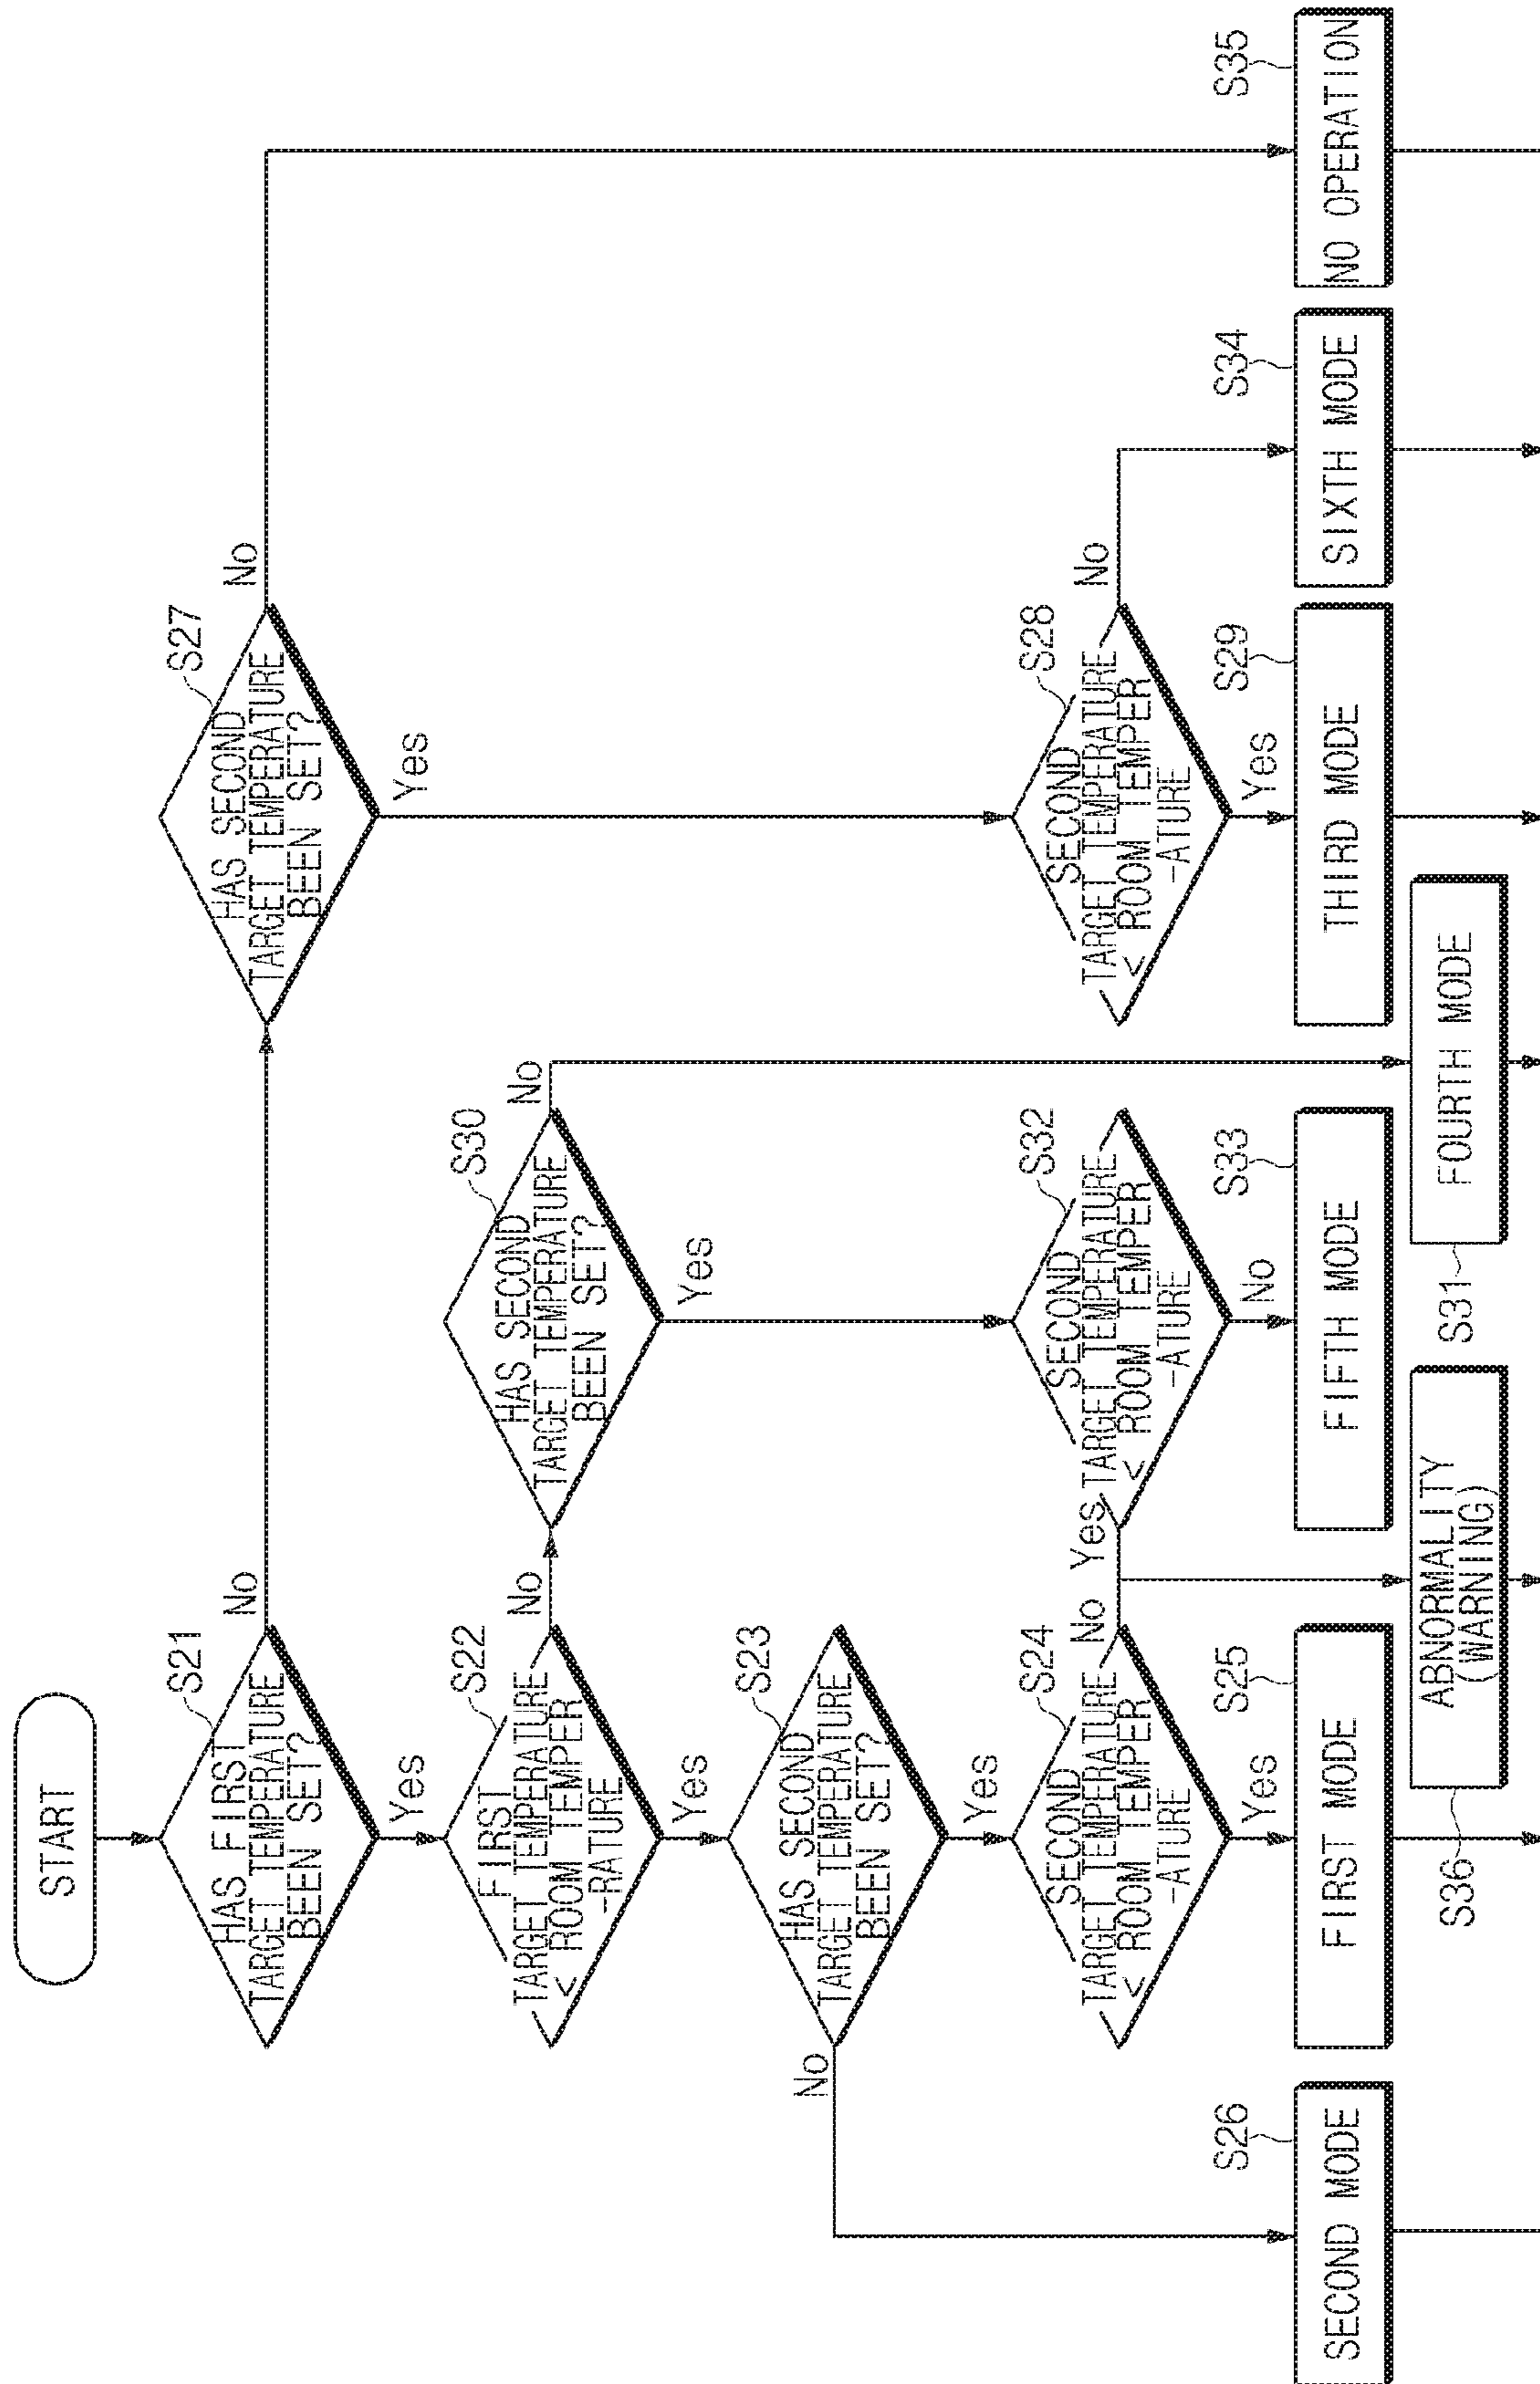 START
S21
HAS FIRST
TARGET TEMPERATURE
BEEN SET?
No
Yes
S27
HAS SECOND
TARGET TEMPERATURE
BEEN SET?
No
Yes
S22
FIRST
TARGET TEMPERATURE
< ROOM TEMPER
-RATURE
No
Yes
S30
HAS SECOND
TARGET TEMPERATURE
BEEN SET?
No
Yes
S23
HAS SECOND
TARGET TEMPERATURE
BEEN SET?
No
Yes
S24
SECOND
TARGET TEMPERATURE
< ROOM TEMPER
-ATURE
No
Yes
S32
SECOND
TARGET TEMPERATURE
< ROOM TEMPER
-ATURE
Yes
No
S28
SECOND
TARGET TEMPERATURE
< ROOM TEMPER
-ATURE
No
Yes
S26
SECOND MODE
S25
FIRST MODE
S33
FIFTH MODE
S29
THIRD MODE
S34
SIXTH MODE
S35
NO OPERATION
S36
ABNORMALITY
(WARNING)
S31
FOURTH MODE